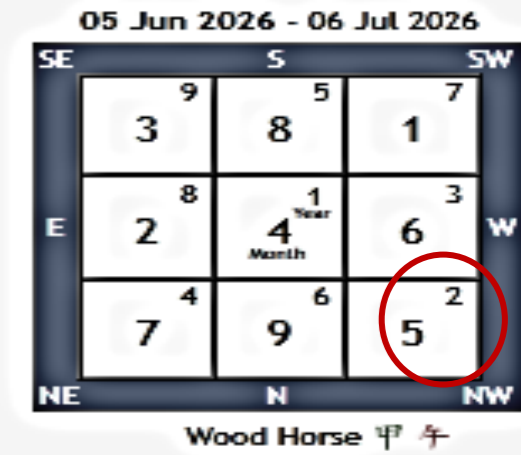 05 Jun 2026 - 06 Jul 2026
SE S SW
9 5 7
3 8 1
8 1 3
Year
E 2 4 6 W
Month
4 6 2
7 9 5
NE N NW
Wood Horse 甲 午